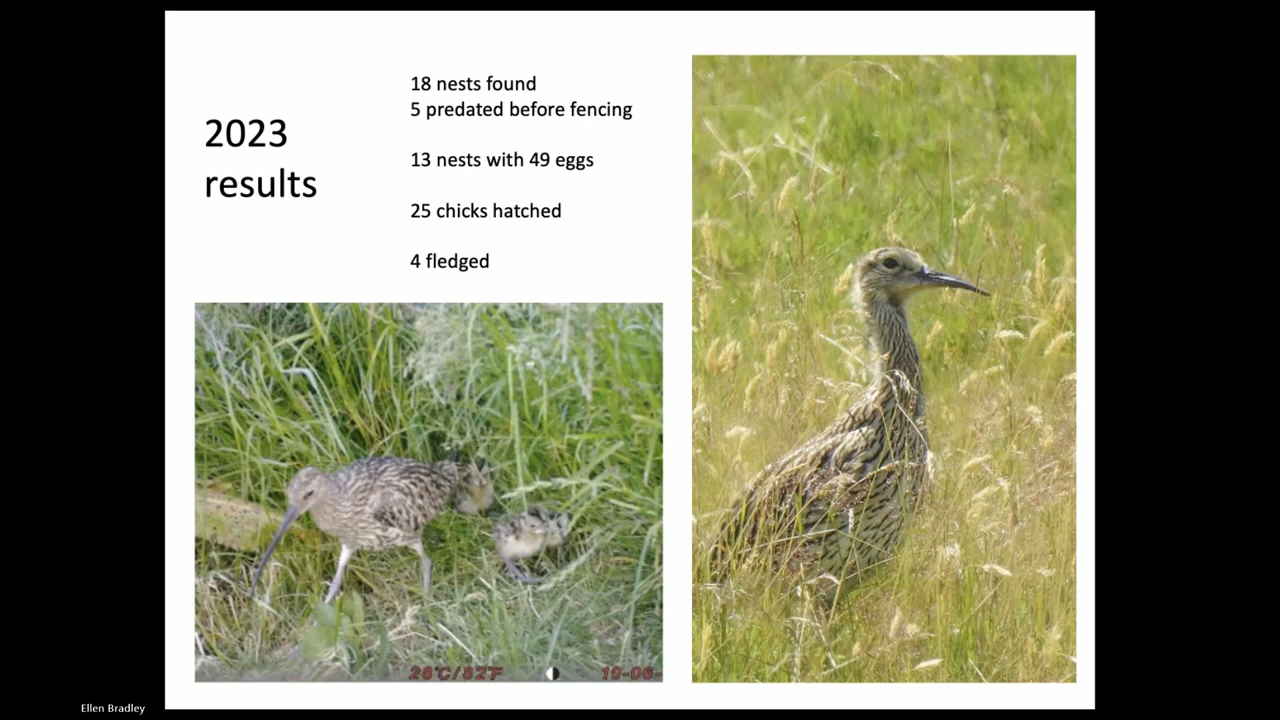 2023
results
18 nests found
5 predated before fencing
13 nests with 49 eggs
25 chicks hatched
4 fledged
28°C/82°F
10-06-
Ellen Bradley